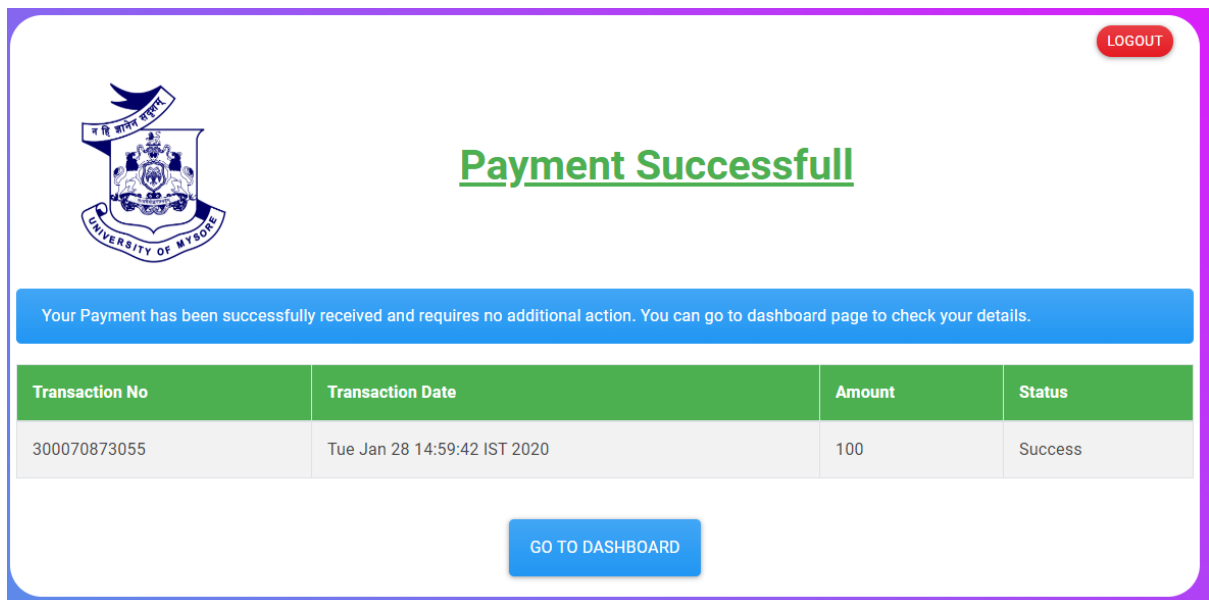 LOGOUT
न हि ज्ञानेन सदृशम्
UNIVERSITY OF MYSORE
Payment Successfull
Your Payment has been successfully received and requires no additional action. You can go to dashboard page to check your details.
Transaction No Transaction Date Amount Status
300070873055 Tue Jan 28 14:59:42 IST 2020 100 Success
GO TO DASHBOARD